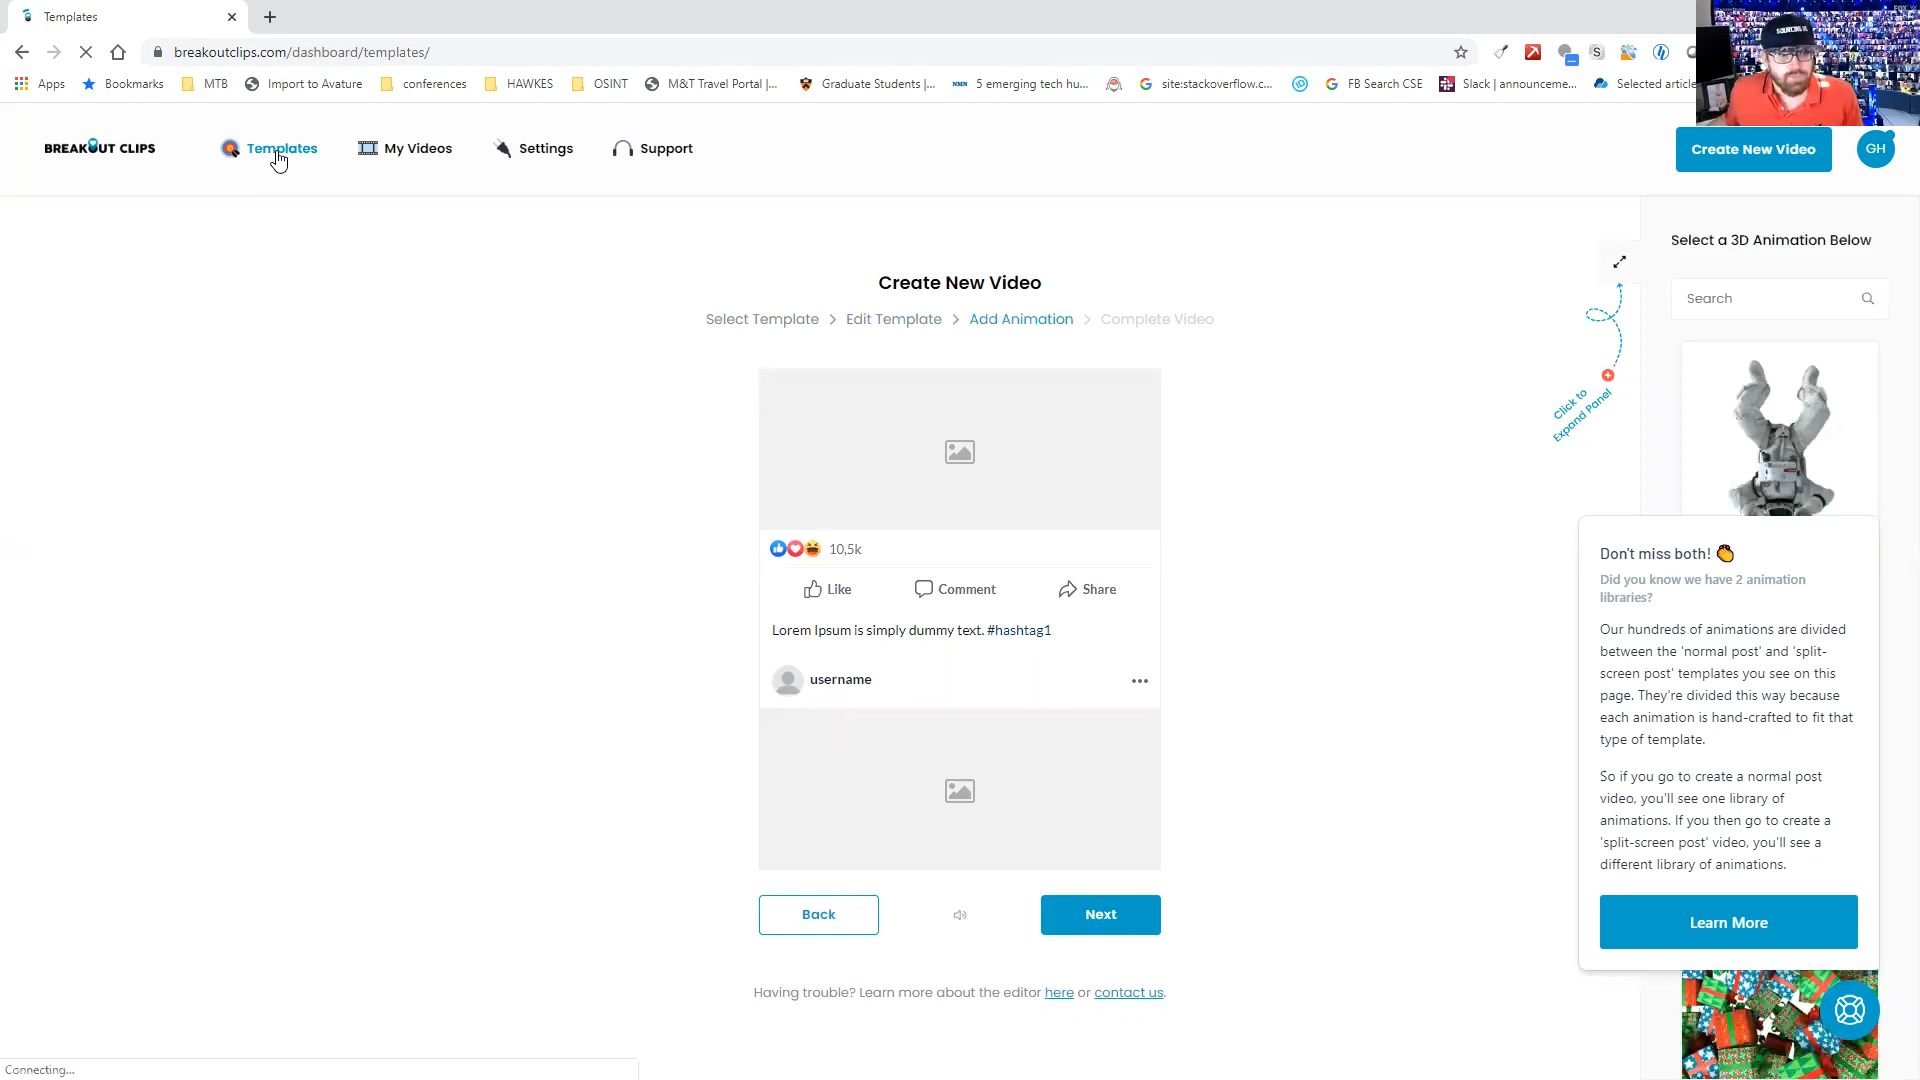 Templates
breakoutclips.com/dashboard/templates/
Apps Bookmarks MTB Import to Avature conferences HAWKES OSINT M&T Travel Portal |... Graduate Students |... NMN 5 emerging tech hu... site:stackoverflow.c... FB Search CSE Slack | announceme... Selected article
BREAKOUT CLIPS
Templates My Videos Settings Support
Create New Video GH
Select a 3D Animation Below
Search
Create New Video
Select Template > Edit Template > Add Animation > Complete Video
Click to
Expand Panel
10,5k
Like Comment Share
Lorem Ipsum is simply dummy text. #hashtag1
username
Back Next
Having trouble? Learn more about the editor here or contact us.
Don't miss both!
Did you know we have 2 animation
libraries?
Our hundreds of animations are divided
between the 'normal post' and 'split-
screen post' templates you see on this
page. They're divided this way because
each animation is hand-crafted to fit that
type of template.
So if you go to create a normal post
video, you'll see one library of
animations. If you then go to create a
'split-screen post' video, you'll see a
different library of animations.
Learn More
Connecting...